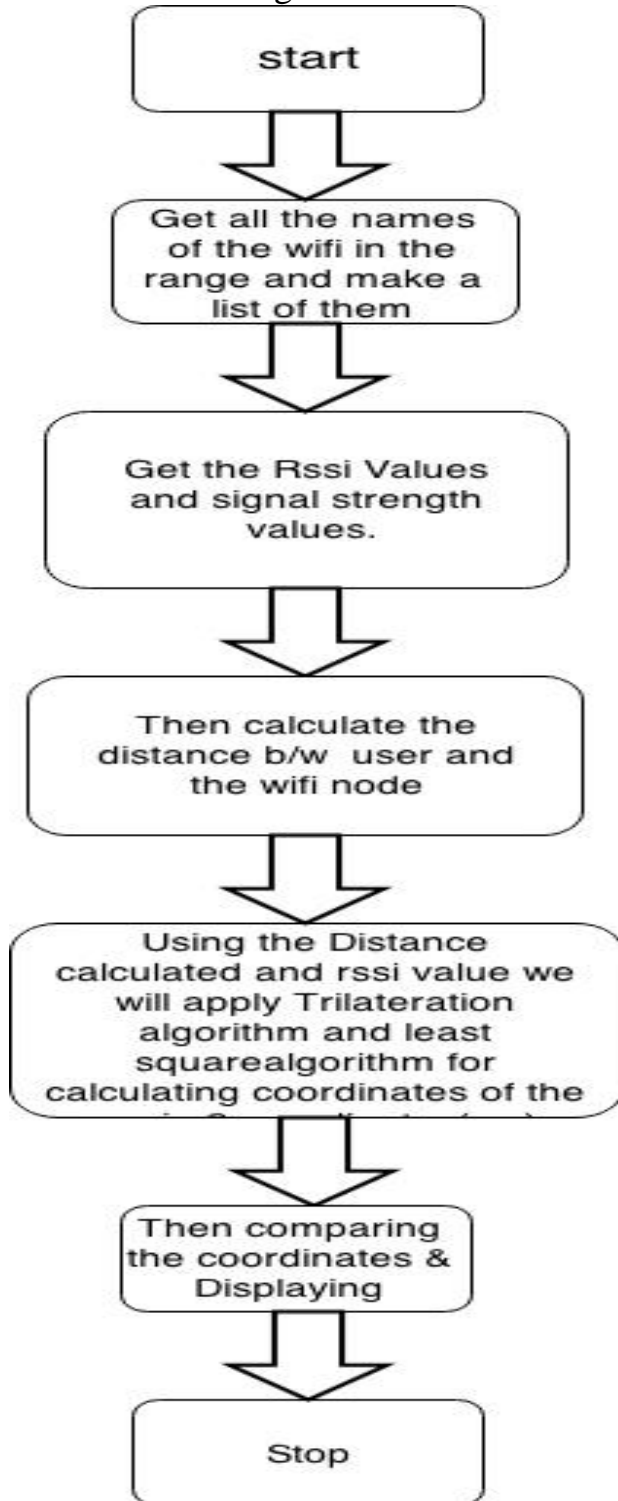 start
Get all the names
of the wifi in the
range and make a
list of them
Get the Rssi Values
and signal strength
values.
Then calculate the
distance b/w user and
the wifi node
Using the Distance
calculated and rssi value we
will apply Trilateration
algorithm and least
squarealgorithm for
calculating coordinates of the
Then comparing
the coordinates &
Displaying
Stop